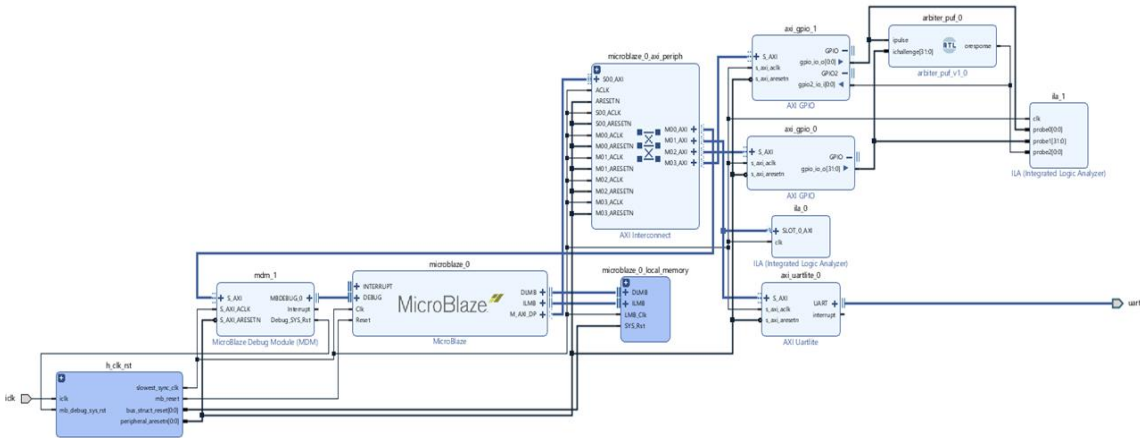 axi_gpio_1
S_AXI
s_axi_aclk
s_axi_aresetn
GPIO
gpio_io_o[0:0]
GPIO2
gpio2_io_i[0:0]
AXI GPIO
arbiter_puf_0
ipulse
ichallenge[31:0]
RTL
oresponse
arbiter_puf_v1_0
microblaze_0_axi_periph
S00_AXI
ACLK
ARESETN
S00_ACLK
S00_ARESETN
M00_ACLK
M00_ARESETN
M01_ACLK
M01_ARESETN
M02_ACLK
M02_ARESETN
M03_ACLK
M03_ARESETN
M00_AXI
M01_AXI
M02_AXI
M03_AXI
AXI Interconnect
ila_1
clk
probe0[0:0]
probe1[31:0]
probe2[0:0]
ILA (Integrated Logic Analyzer)
axi_gpio_0
S_AXI
s_axi_aclk
s_axi_aresetn
GPIO
gpio_io_o[31:0]
AXI GPIO
ila_0
SLOT_0_AXI
clk
ILA (Integrated Logic Analyzer)
mdm_1
S_AXI
S_AXI_ACLK
S_AXI_ARESETN
MBDEBUG_0
Interrupt
Debug_SYS_Rst
MicroBlaze Debug Module (MDM)
microblaze_0
INTERRUPT
DEBUG
Clk
Reset
MicroBlaze
DLMB
ILMB
M_AXI_DP
MicroBlaze
microblaze_0_local_memory
DLMB
ILMB
LMB_Clk
SYS_Rst
axi_uartlite_0
S_AXI
s_axi_aclk
s_axi_aresetn
UART
interrupt
AXI Uartlite
uart
h_clk_rst
iclk
iclk
mb_debug_sys_rst
slowest_sync_clk
mb_reset
bus_struct_reset[0:0]
peripheral_aresetn[0:0]